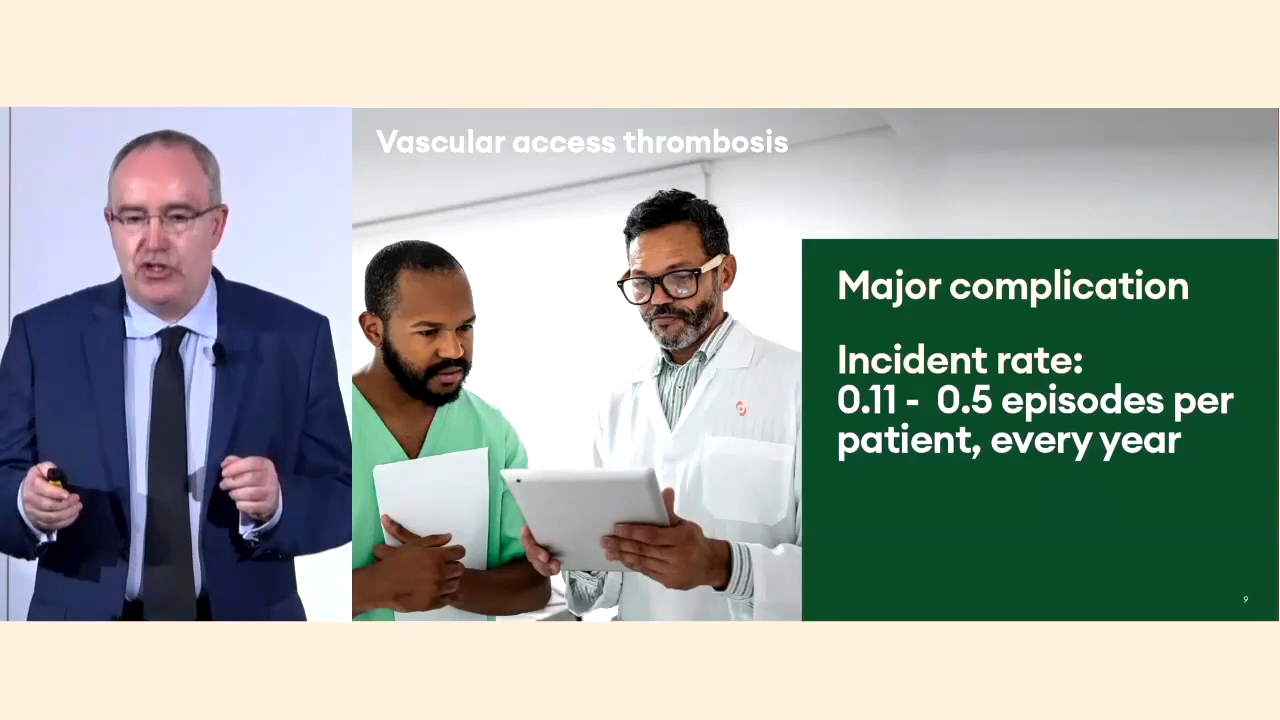 Vascular access thrombosis
Major complication
Incident rate:
0.11 -  0.5 episodes per
patient, every year
9